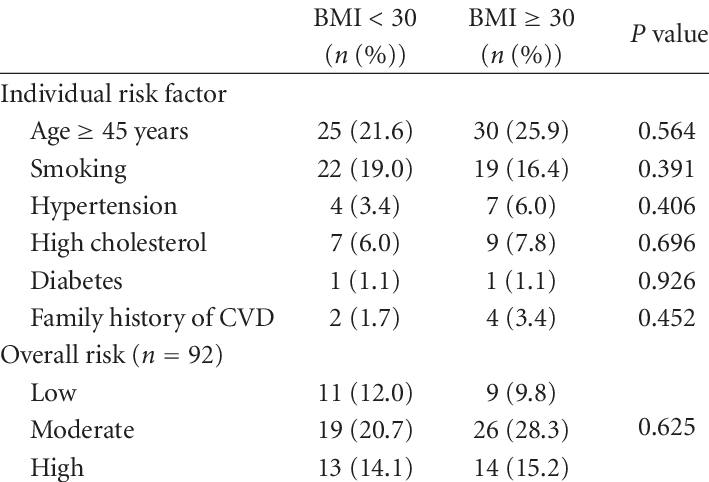 BMI < 30 BMI ≥ 30 P value
(n (%)) (n (%))
Individual risk factor
Age ≥ 45 years 25 (21.6) 30 (25.9) 0.564
Smoking 22 (19.0) 19 (16.4) 0.391
Hypertension 4 (3.4) 7 (6.0) 0.406
High cholesterol 7 (6.0) 9 (7.8) 0.696
Diabetes 1 (1.1) 1 (1.1) 0.926
Family history of CVD 2 (1.7) 4 (3.4) 0.452
Overall risk (n = 92)
Low 11 (12.0) 9 (9.8)
Moderate 19 (20.7) 26 (28.3) 0.625
High 13 (14.1) 14 (15.2)